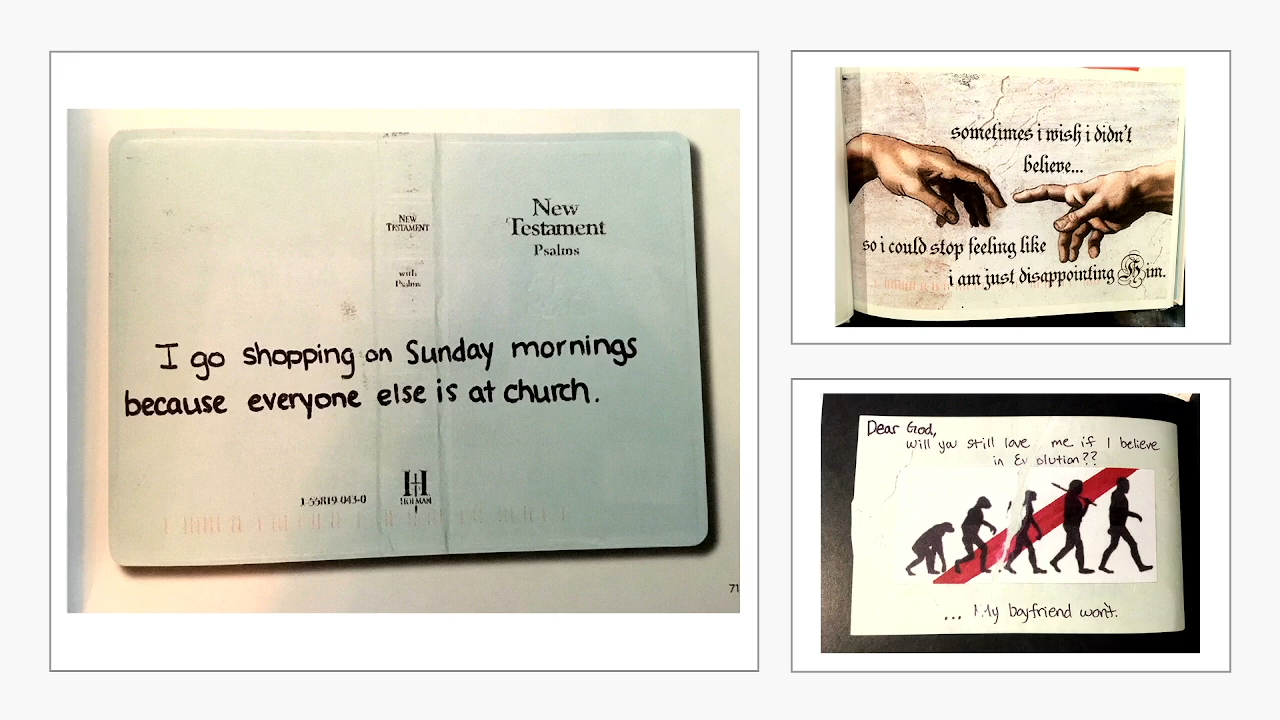 NEW
TESTAMENT
with
Psalms
New
Testament
Psalms
I go shopping on Sunday mornings
because everyone else is at church.
1-55819-043-0
HOLMAN
71
sometimes i wish i didn't
believe...
so i could stop feeling like
i am just disappointing Him.
Dear God,
will you still love me if I believe
in Evolution??
... My boyfriend won't.